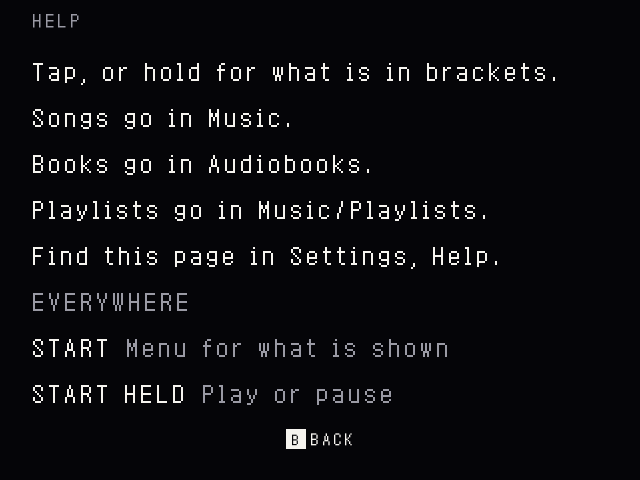 HELP
Tap, or hold for what is in brackets.
Songs go in Music.
Books go in Audiobooks.
Playlists go in Music/Playlists.
Find this page in Settings, Help.
EVERYWHERE
START Menu for what is shown
START HELD Play or pause
B BACK